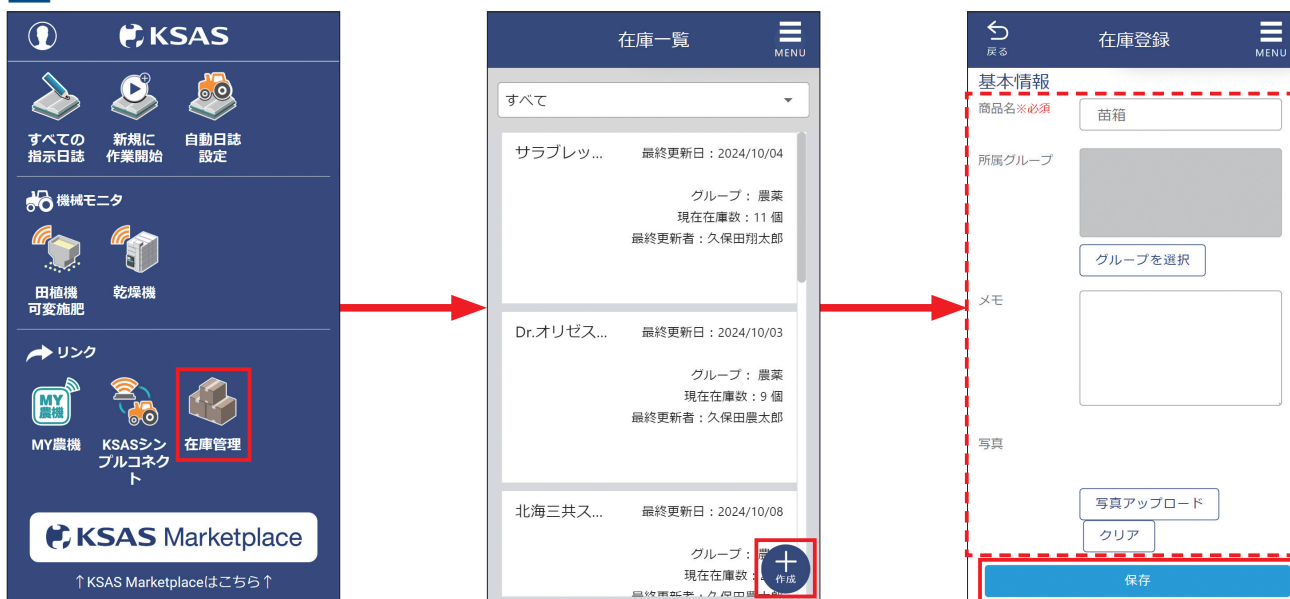 KSAS
すべての
指示日誌
新規に
作業開始
自動日誌
設定
機械モニタ
田植機
可変施肥
乾燥機
リンク
MY
農機
MY農機
KSASシン
プルコネク
ト
在庫管理
KSAS Marketplace
↑KSAS Marketplaceはこちら↑
在庫一覧
MENU
すべて
サラブレッ...
最終更新日:2024/10/04
グループ: 農薬
現在在庫数:11 個
最終更新者:久保田翔太郎
Dr.オリゼス...
最終更新日:2024/10/03
グループ: 農薬
現在在庫数:9 個
最終更新者:久保田農太郎
北海三共ス...
最終更新日:2024/10/08
グループ:
現在在庫数:
作成
戻る
在庫登録
MENU
基本情報
商品名※必須
苗箱
所属グループ
グループを選択
メモ
写真
写真アップロード
クリア
保存